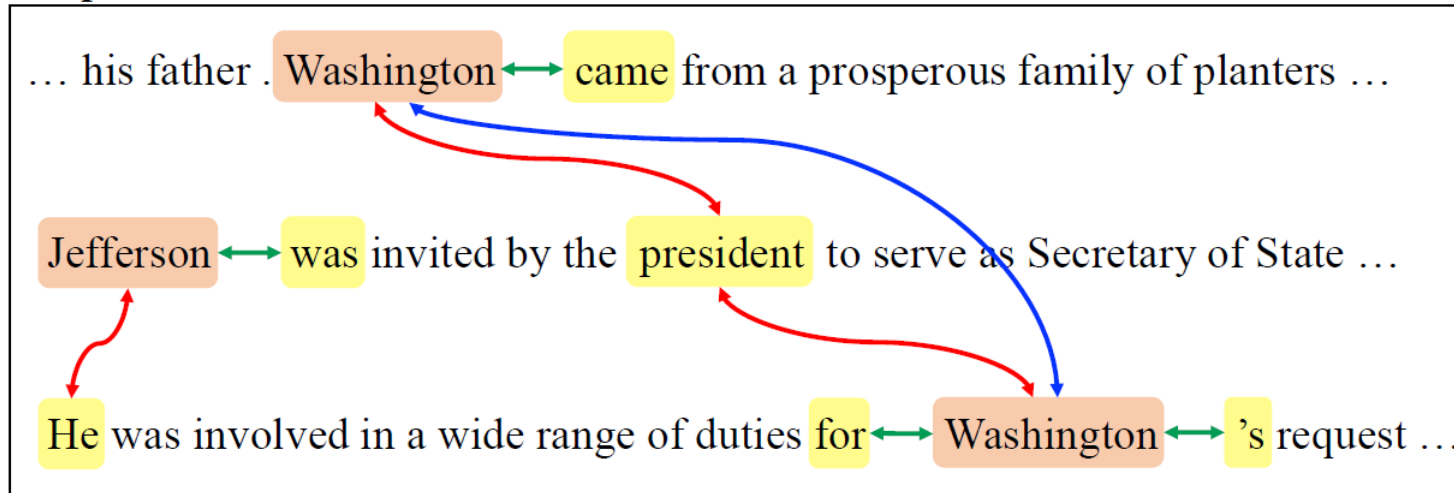 … his father . Washington came from a prosperous family of planters …
Jefferson was invited by the president to serve as Secretary of State …
He was involved in a wide range of duties for Washington ’s request …